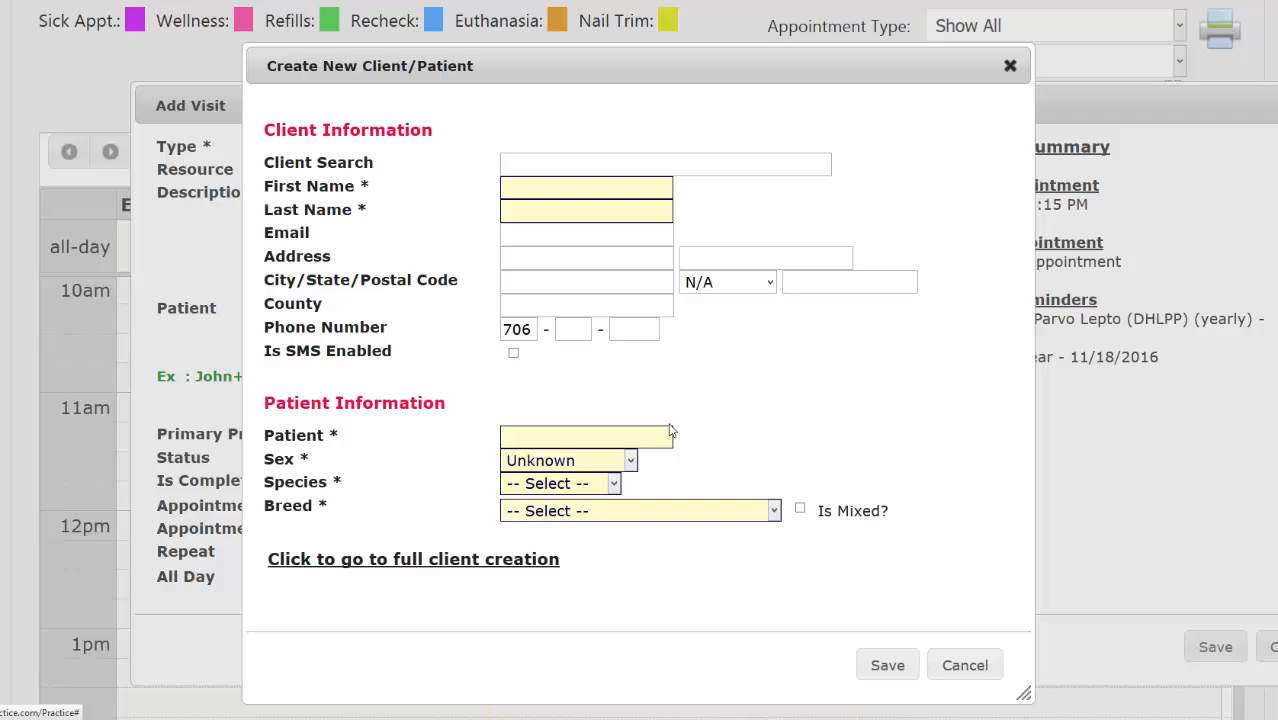 Sick Appt.: Wellness: Refills: Recheck: Euthanasia: Nail Trim:
Appointment Type: Show All
Create New Client/Patient
Client Information
Client Search
First Name *
Last Name *
Email
Address
City/State/Postal Code N/A
County
Phone Number 706 - -
Is SMS Enabled
Patient Information
Patient *
Sex * Unknown
Species * -- Select --
Breed * -- Select -- Is Mixed?
Click to go to full client creation
Save Cancel
Add Visit
Type *
Resource
Descriptio
Patient
Ex : John+
Primary Pr
Status
Is Comple
Appointme
Appointme
Repeat
All Day
E
all-day
10am
11am
12pm
1pm
ummary
intment
:15 PM
ointment
ppointment
minders
Parvo Lepto (DHLPP) (yearly) -
ear - 11/18/2016
Save C
ctice.com/Practice#